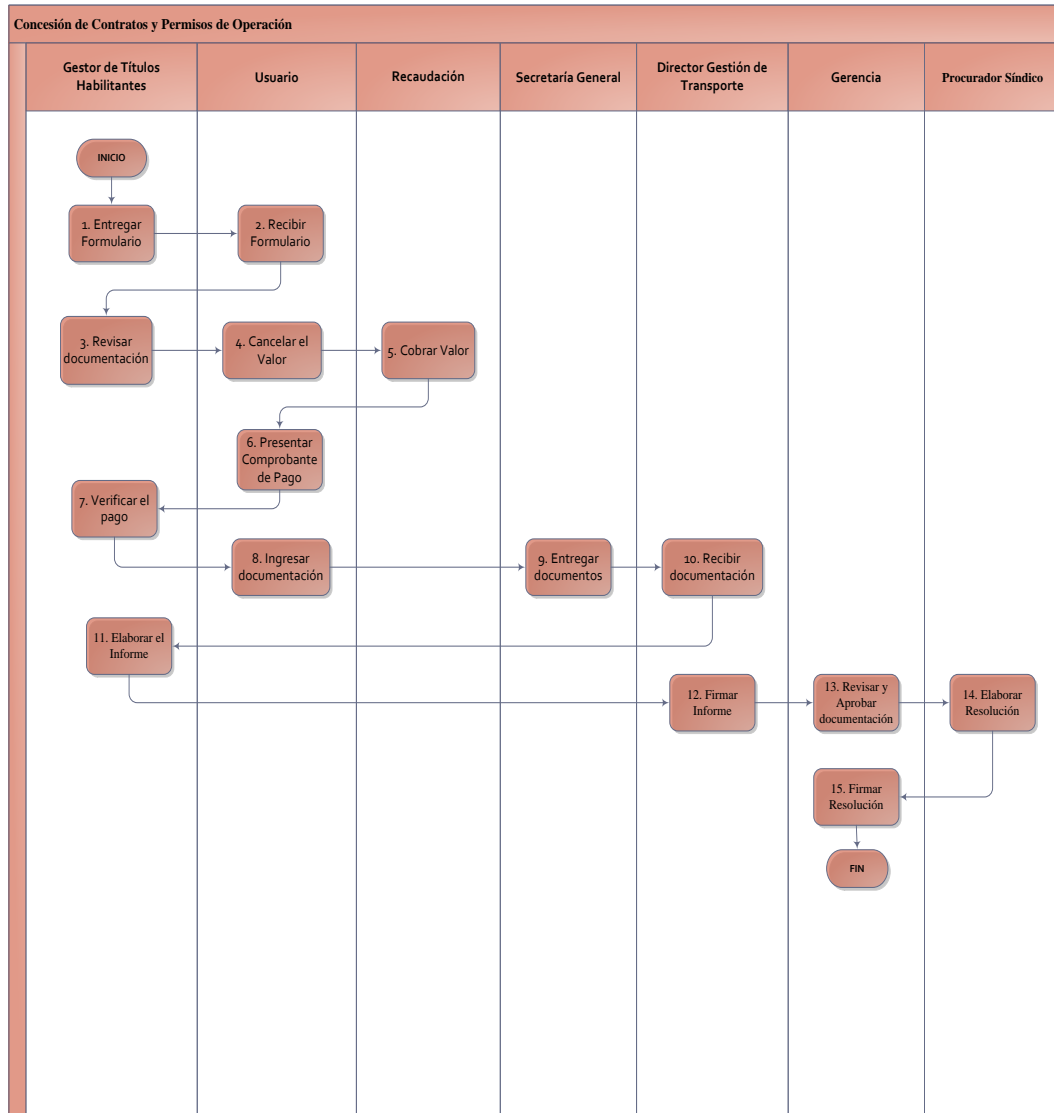 Concesión de Contratos y Permisos de Operación
Gestor de Títulos
Habilitantes
Usuario
Recaudación
Secretaría General
Director Gestión de
Transporte
Gerencia
Procurador Síndico
INICIO
1. Entregar
Formulario
2. Recibir
Formulario
3. Revisar
documentación
4. Cancelar el
Valor
5. Cobrar Valor
6. Presentar
Comprobante
de Pago
7. Verificar el
pago
8. Ingresar
documentación
9. Entregar
documentos
10. Recibir
documentación
11. Elaborar el
Informe
12. Firmar
Informe
13. Revisar y
Aprobar
documentación
14. Elaborar
Resolución
15. Firmar
Resolución
FIN